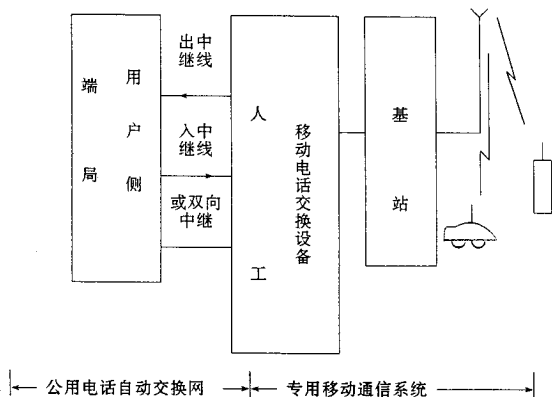 端局
用户侧
出中
继线
入中
继线
或双向
中继
人工
移动电话交换设备
基站
公用电话自动交换网
专用移动通信系统